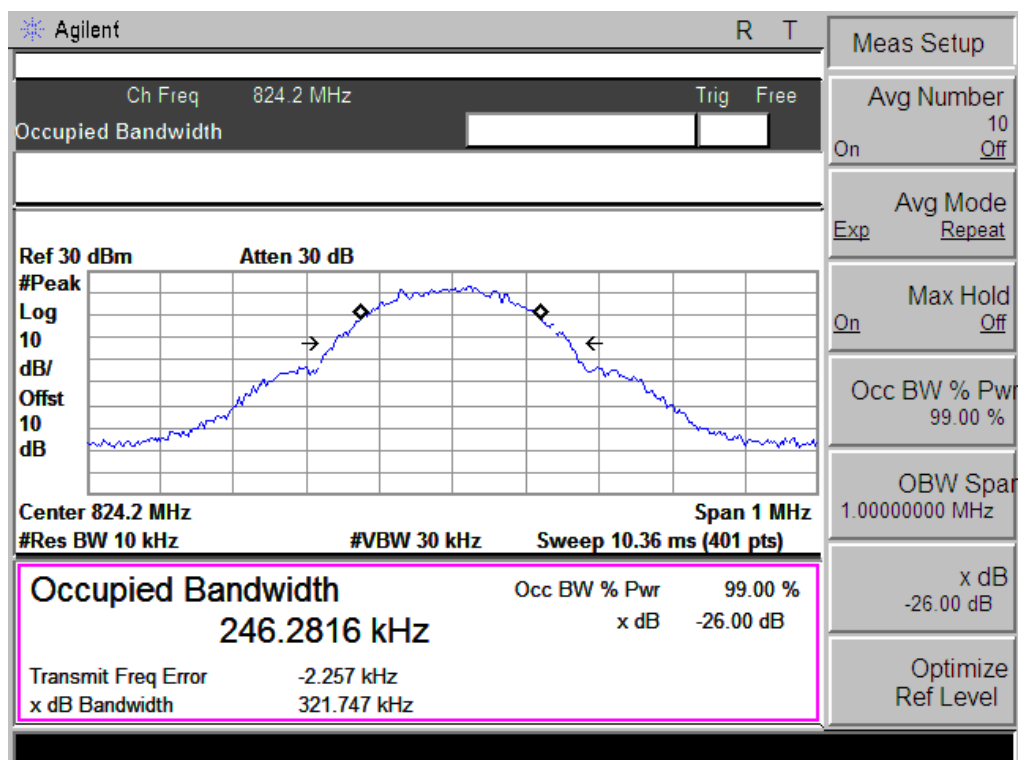 Agilent R T
Meas Setup
Ch Freq 824.2 MHz Trig Free
Occupied Bandwidth
Avg Number
10
On Off
Avg Mode
Exp Repeat
Max Hold
On Off
Occ BW % Pwr
99.00 %
OBW Span
1.00000000 MHz
x dB
-26.00 dB
Optimize
Ref Level
Ref 30 dBm Atten 30 dB
#Peak
Log
10
dB/
Offst
10
dB
Center 824.2 MHz Span 1 MHz
#Res BW 10 kHz #VBW 30 kHz Sweep 10.36 ms (401 pts)
Occupied Bandwidth
246.2816 kHz
Occ BW % Pwr 99.00 %
x dB -26.00 dB
Transmit Freq Error -2.257 kHz
x dB Bandwidth 321.747 kHz